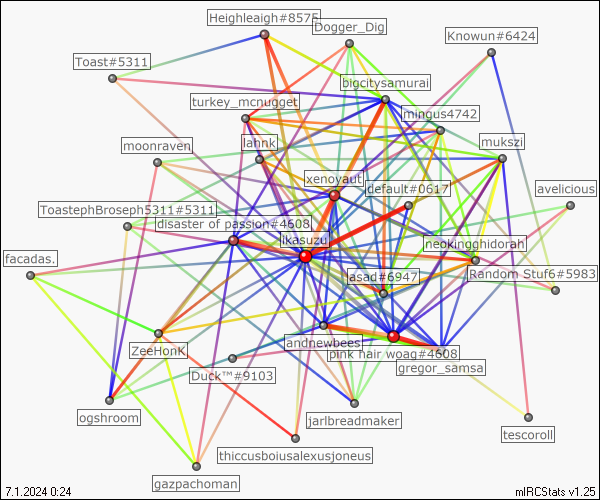 Heighleaigh#8575
Dogger_Dig
Knowun#6424
Toast#5311
bigcitysamurai
turkey_mcnugget
mingus4742
lahnk
mukszi
moonraven
xenoyaut
default#0617
avelicious
ToastephBroseph5311#5311
disaster of passion#4608
ikasuzu
neokingghidorah
facadas.
asad#6947
Random Stuf6#5983
andnewbees
ZeeHonK
pink hair woag#4608
gregor_samsa
Duck™#9103
ogshroom
jarlbreadmaker
tescoroll
thiccusboiusalexusjoneus
gazpachoman
7.1.2024 0:24
mIRCStats v1.25